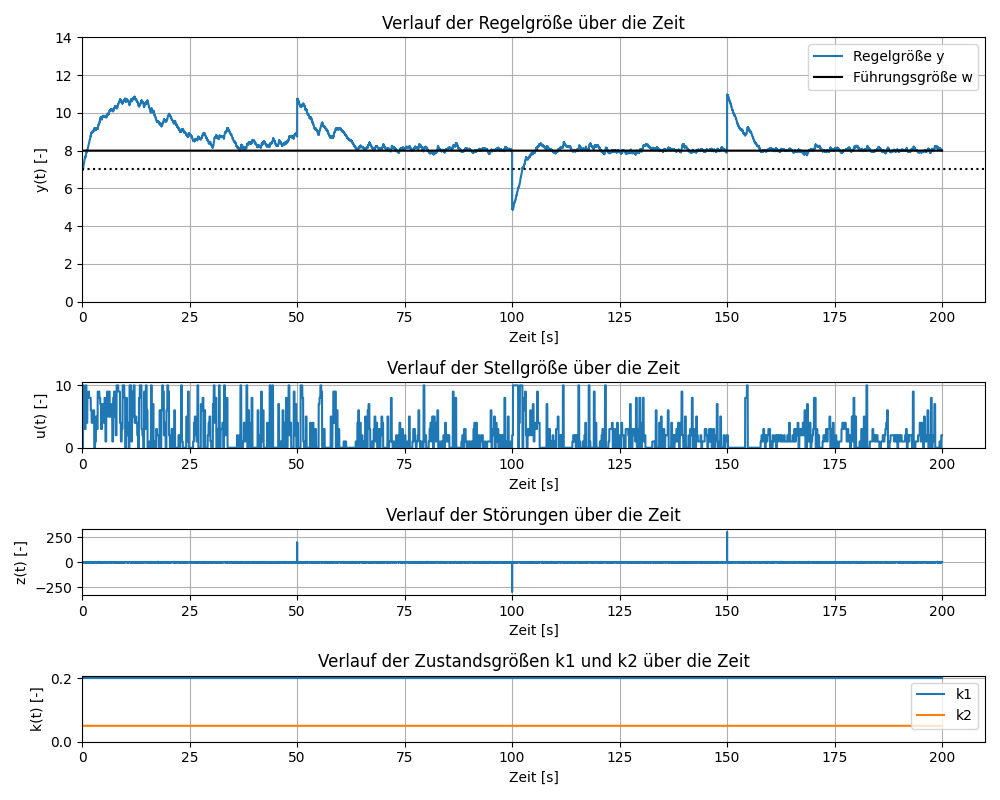 Verlauf der Regelgröße über die Zeit
y(t) [-]
14
12
10
8
6
4
2
0
Regelgröße y
Führungsgröße w
0 25 50 75 100 125 150 175 200
Zeit [s]
Verlauf der Stellgröße über die Zeit
u(t) [-]
10
0
0 25 50 75 100 125 150 175 200
Zeit [s]
Verlauf der Störungen über die Zeit
z(t) [-]
250
0
−250
0 25 50 75 100 125 150 175 200
Zeit [s]
Verlauf der Zustandsgrößen k1 und k2 über die Zeit
k(t) [-]
0.2
0.0
k1
k2
0 25 50 75 100 125 150 175 200
Zeit [s]